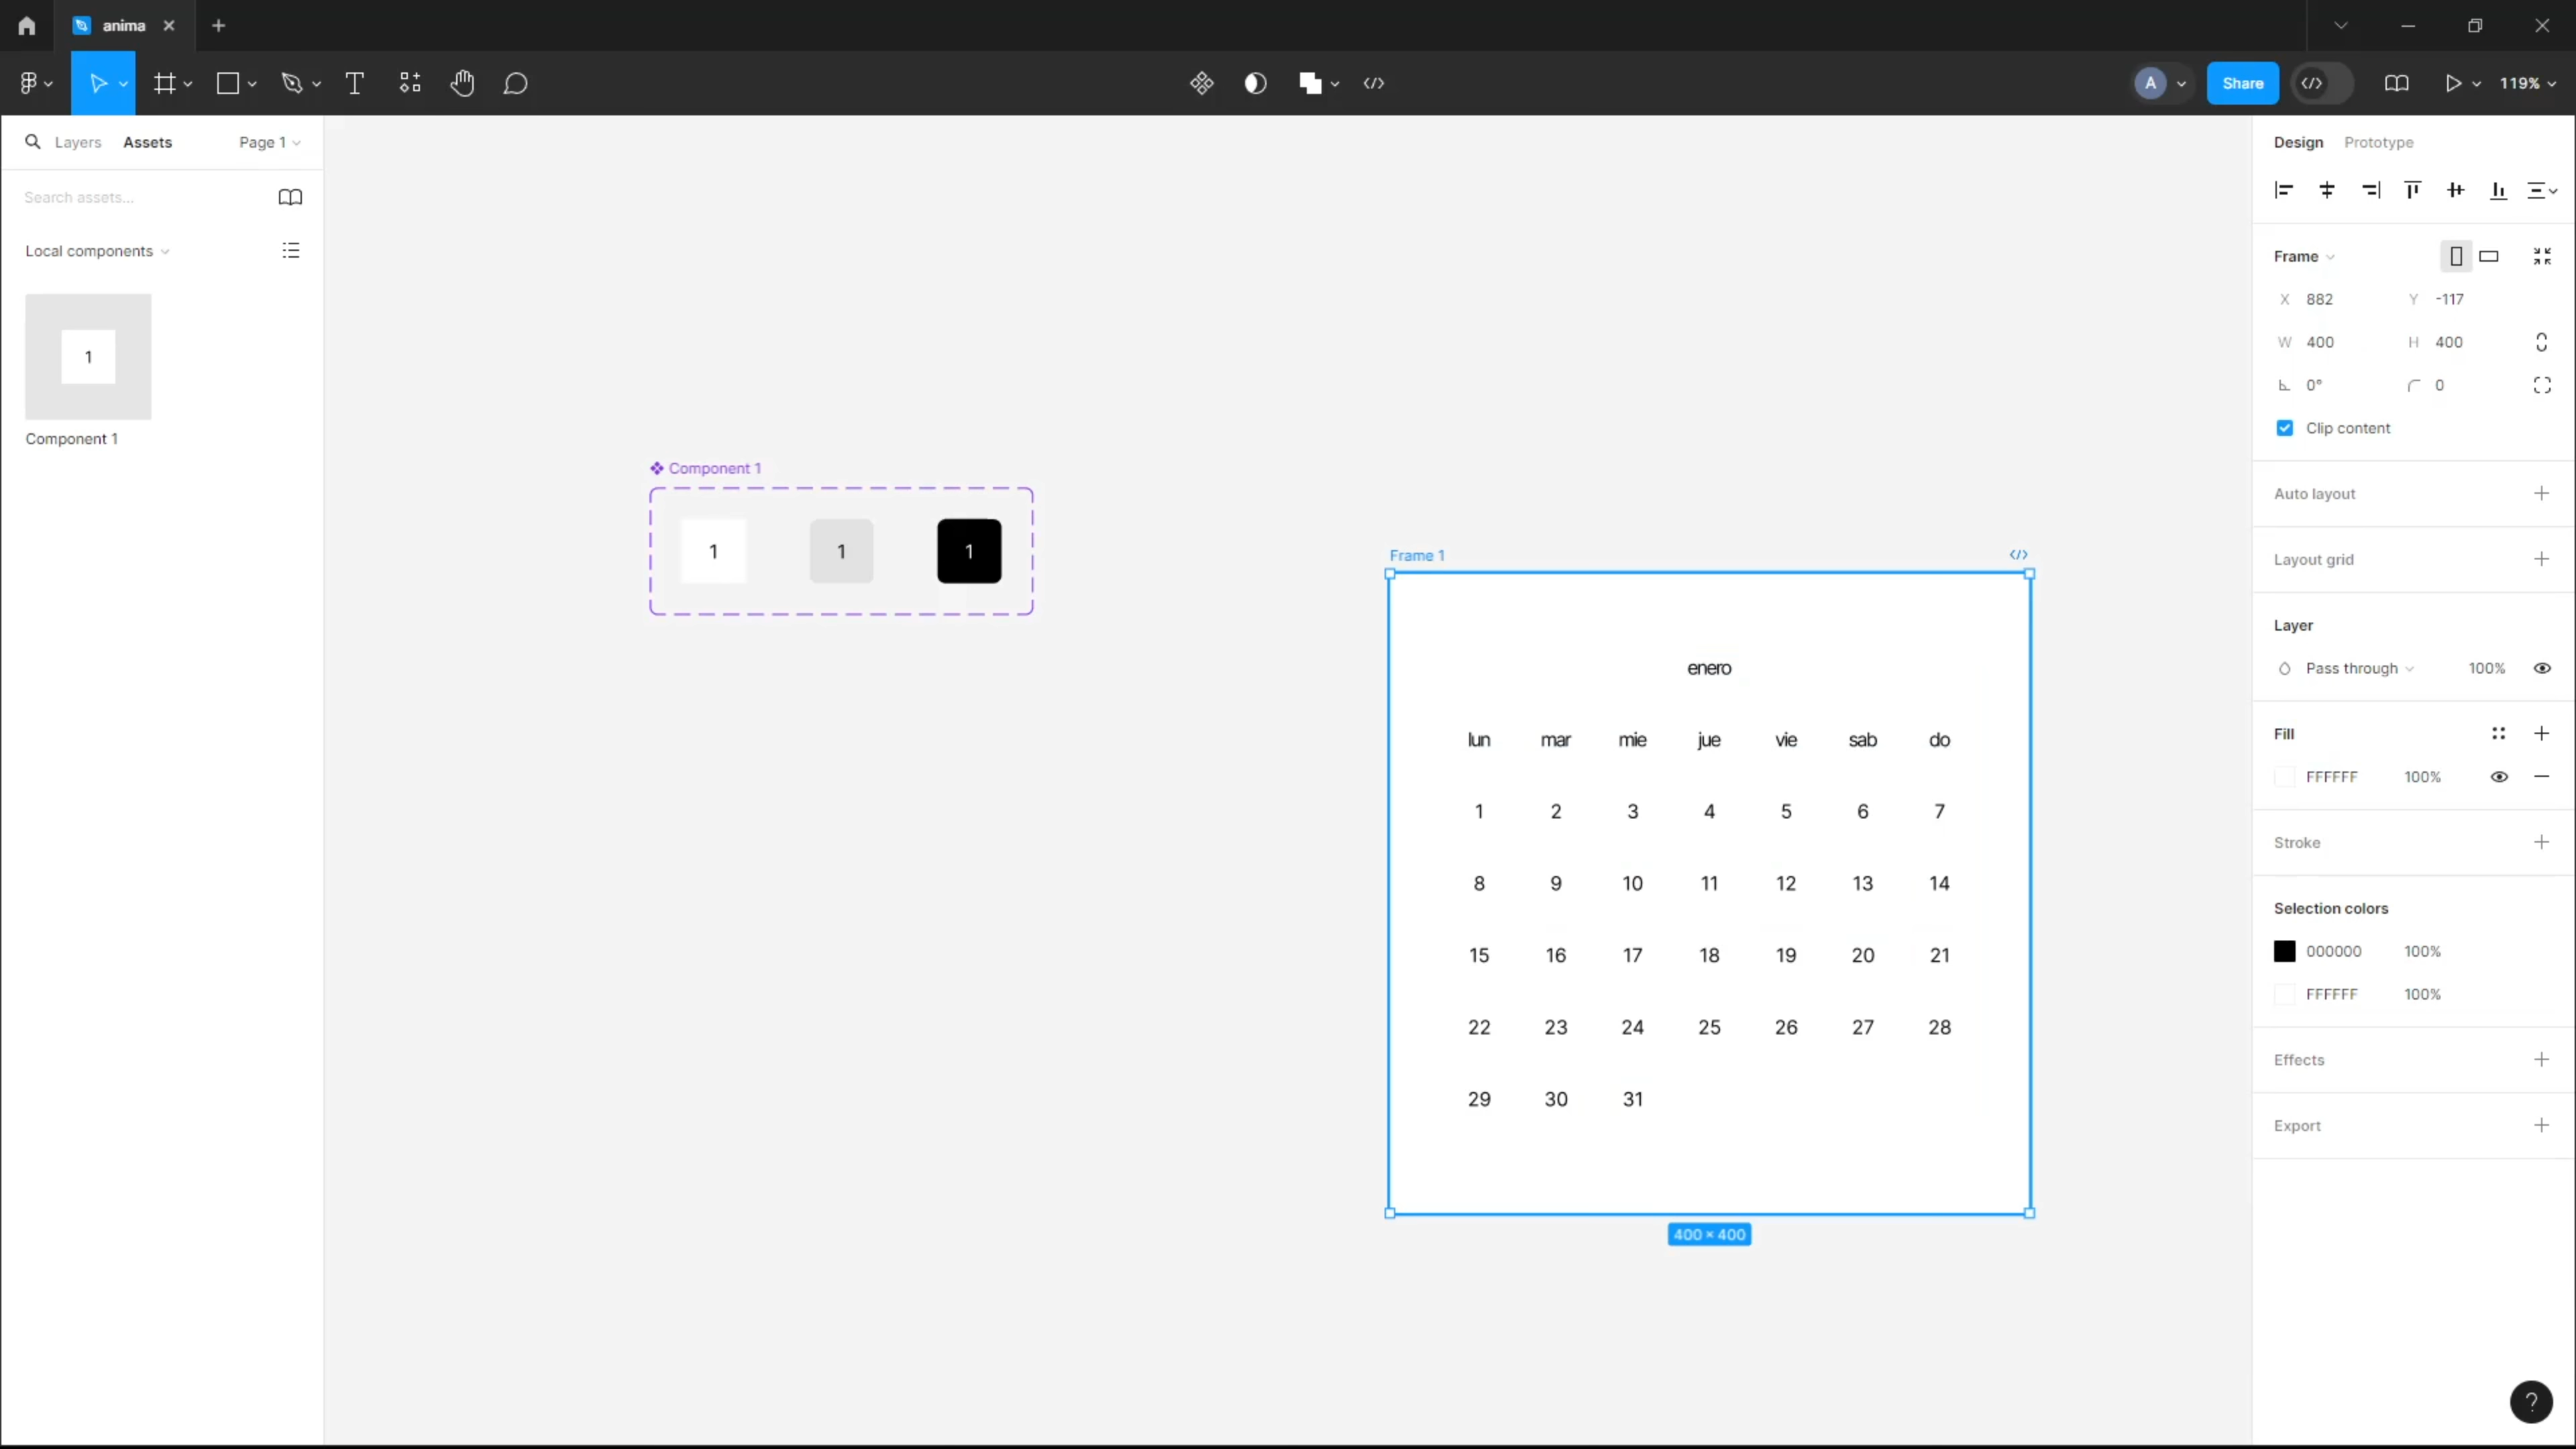 anima
A
Share
119%
Layers
Assets
Page 1
Search assets...
Local components
1
Component 1
Component 1
1
1
1
Frame 1
enero
lun mar mie jue vie sab do
1 2 3 4 5 6 7
8 9 10 11 12 13 14
15 16 17 18 19 20 21
22 23 24 25 26 27 28
29 30 31
400 × 400
Design
Prototype
Frame
X 882 Y -117
W 400 H 400
0° 0
Clip content
Auto layout
Layout grid
Layer
Pass through 100%
Fill
FFFFFF 100%
Stroke
Selection colors
000000 100%
FFFFFF 100%
Effects
Export
?